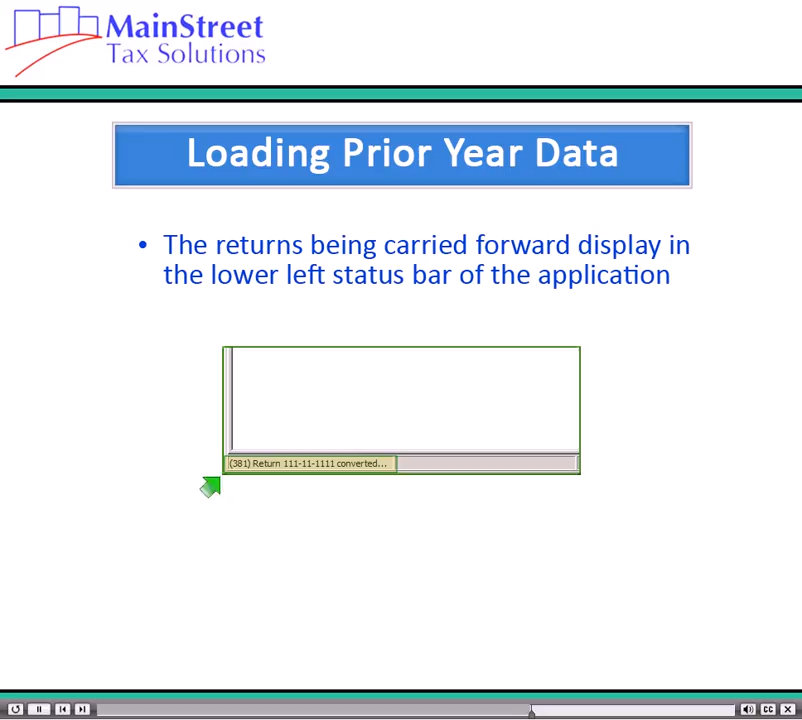 MainStreet
Tax Solutions
Loading Prior Year Data
• The returns being carried forward display in
the lower left status bar of the application
(381) Return 111-11-1111 converted...
CC